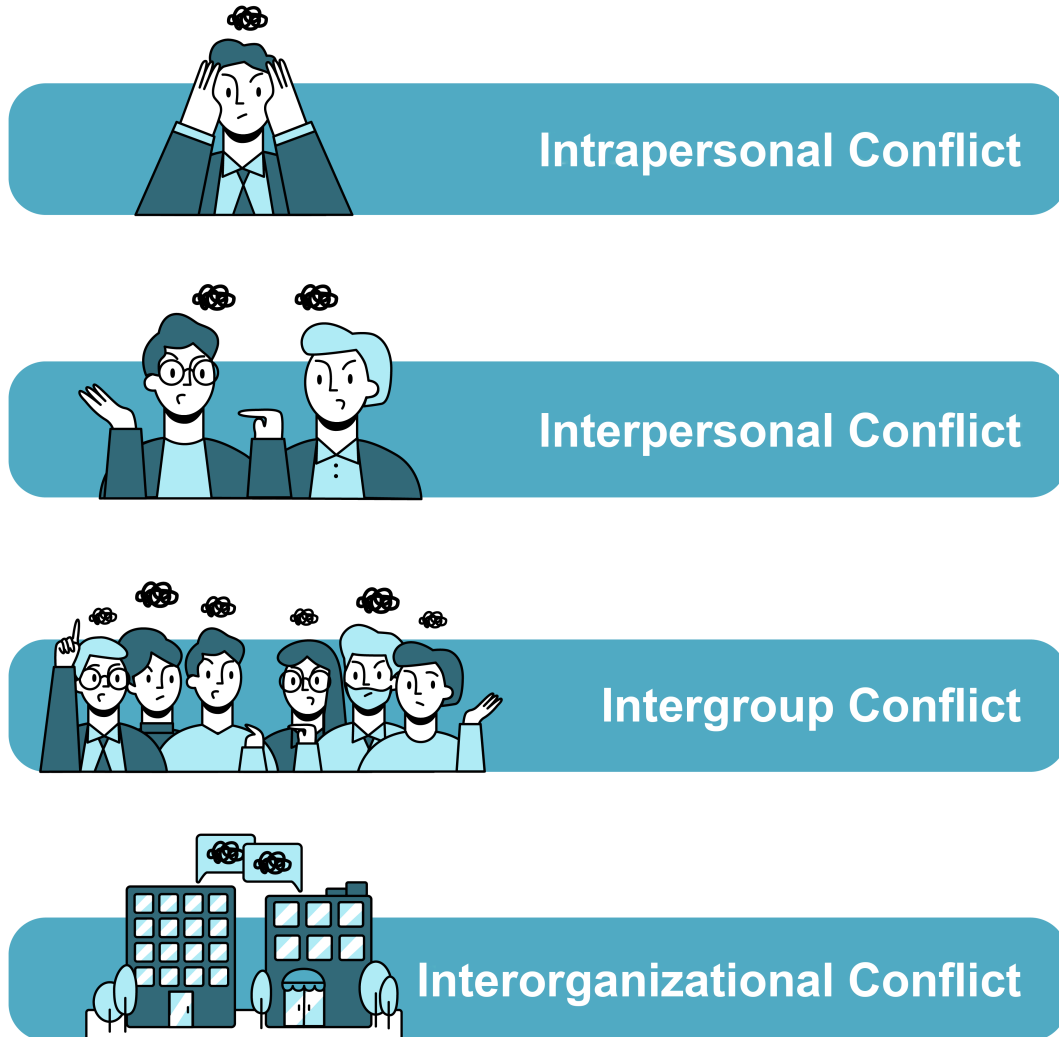 Intrapersonal Conflict
Interpersonal Conflict
Intergroup Conflict
Interorganizational Conflict